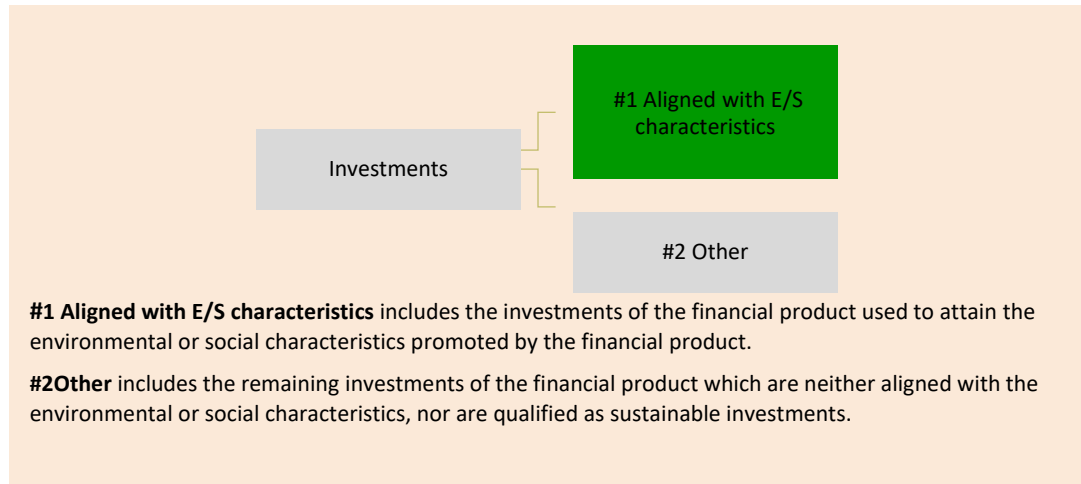 #1 Aligned with E/S
characteristics
Investments
#2 Other
#1 Aligned with E/S characteristics includes the investments of the financial product used to attain the
environmental or social characteristics promoted by the financial product.
#2Other includes the remaining investments of the financial product which are neither aligned with the
environmental or social characteristics, nor are qualified as sustainable investments.